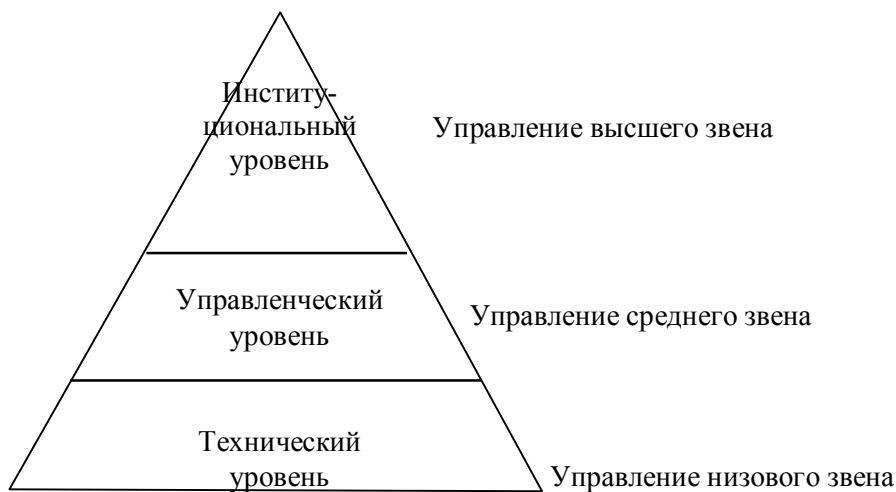 Институ-
циональный
уровень
Управление высшего звена
Управленческий
уровень
Управление среднего звена
Технический
уровень
Управление низового звена